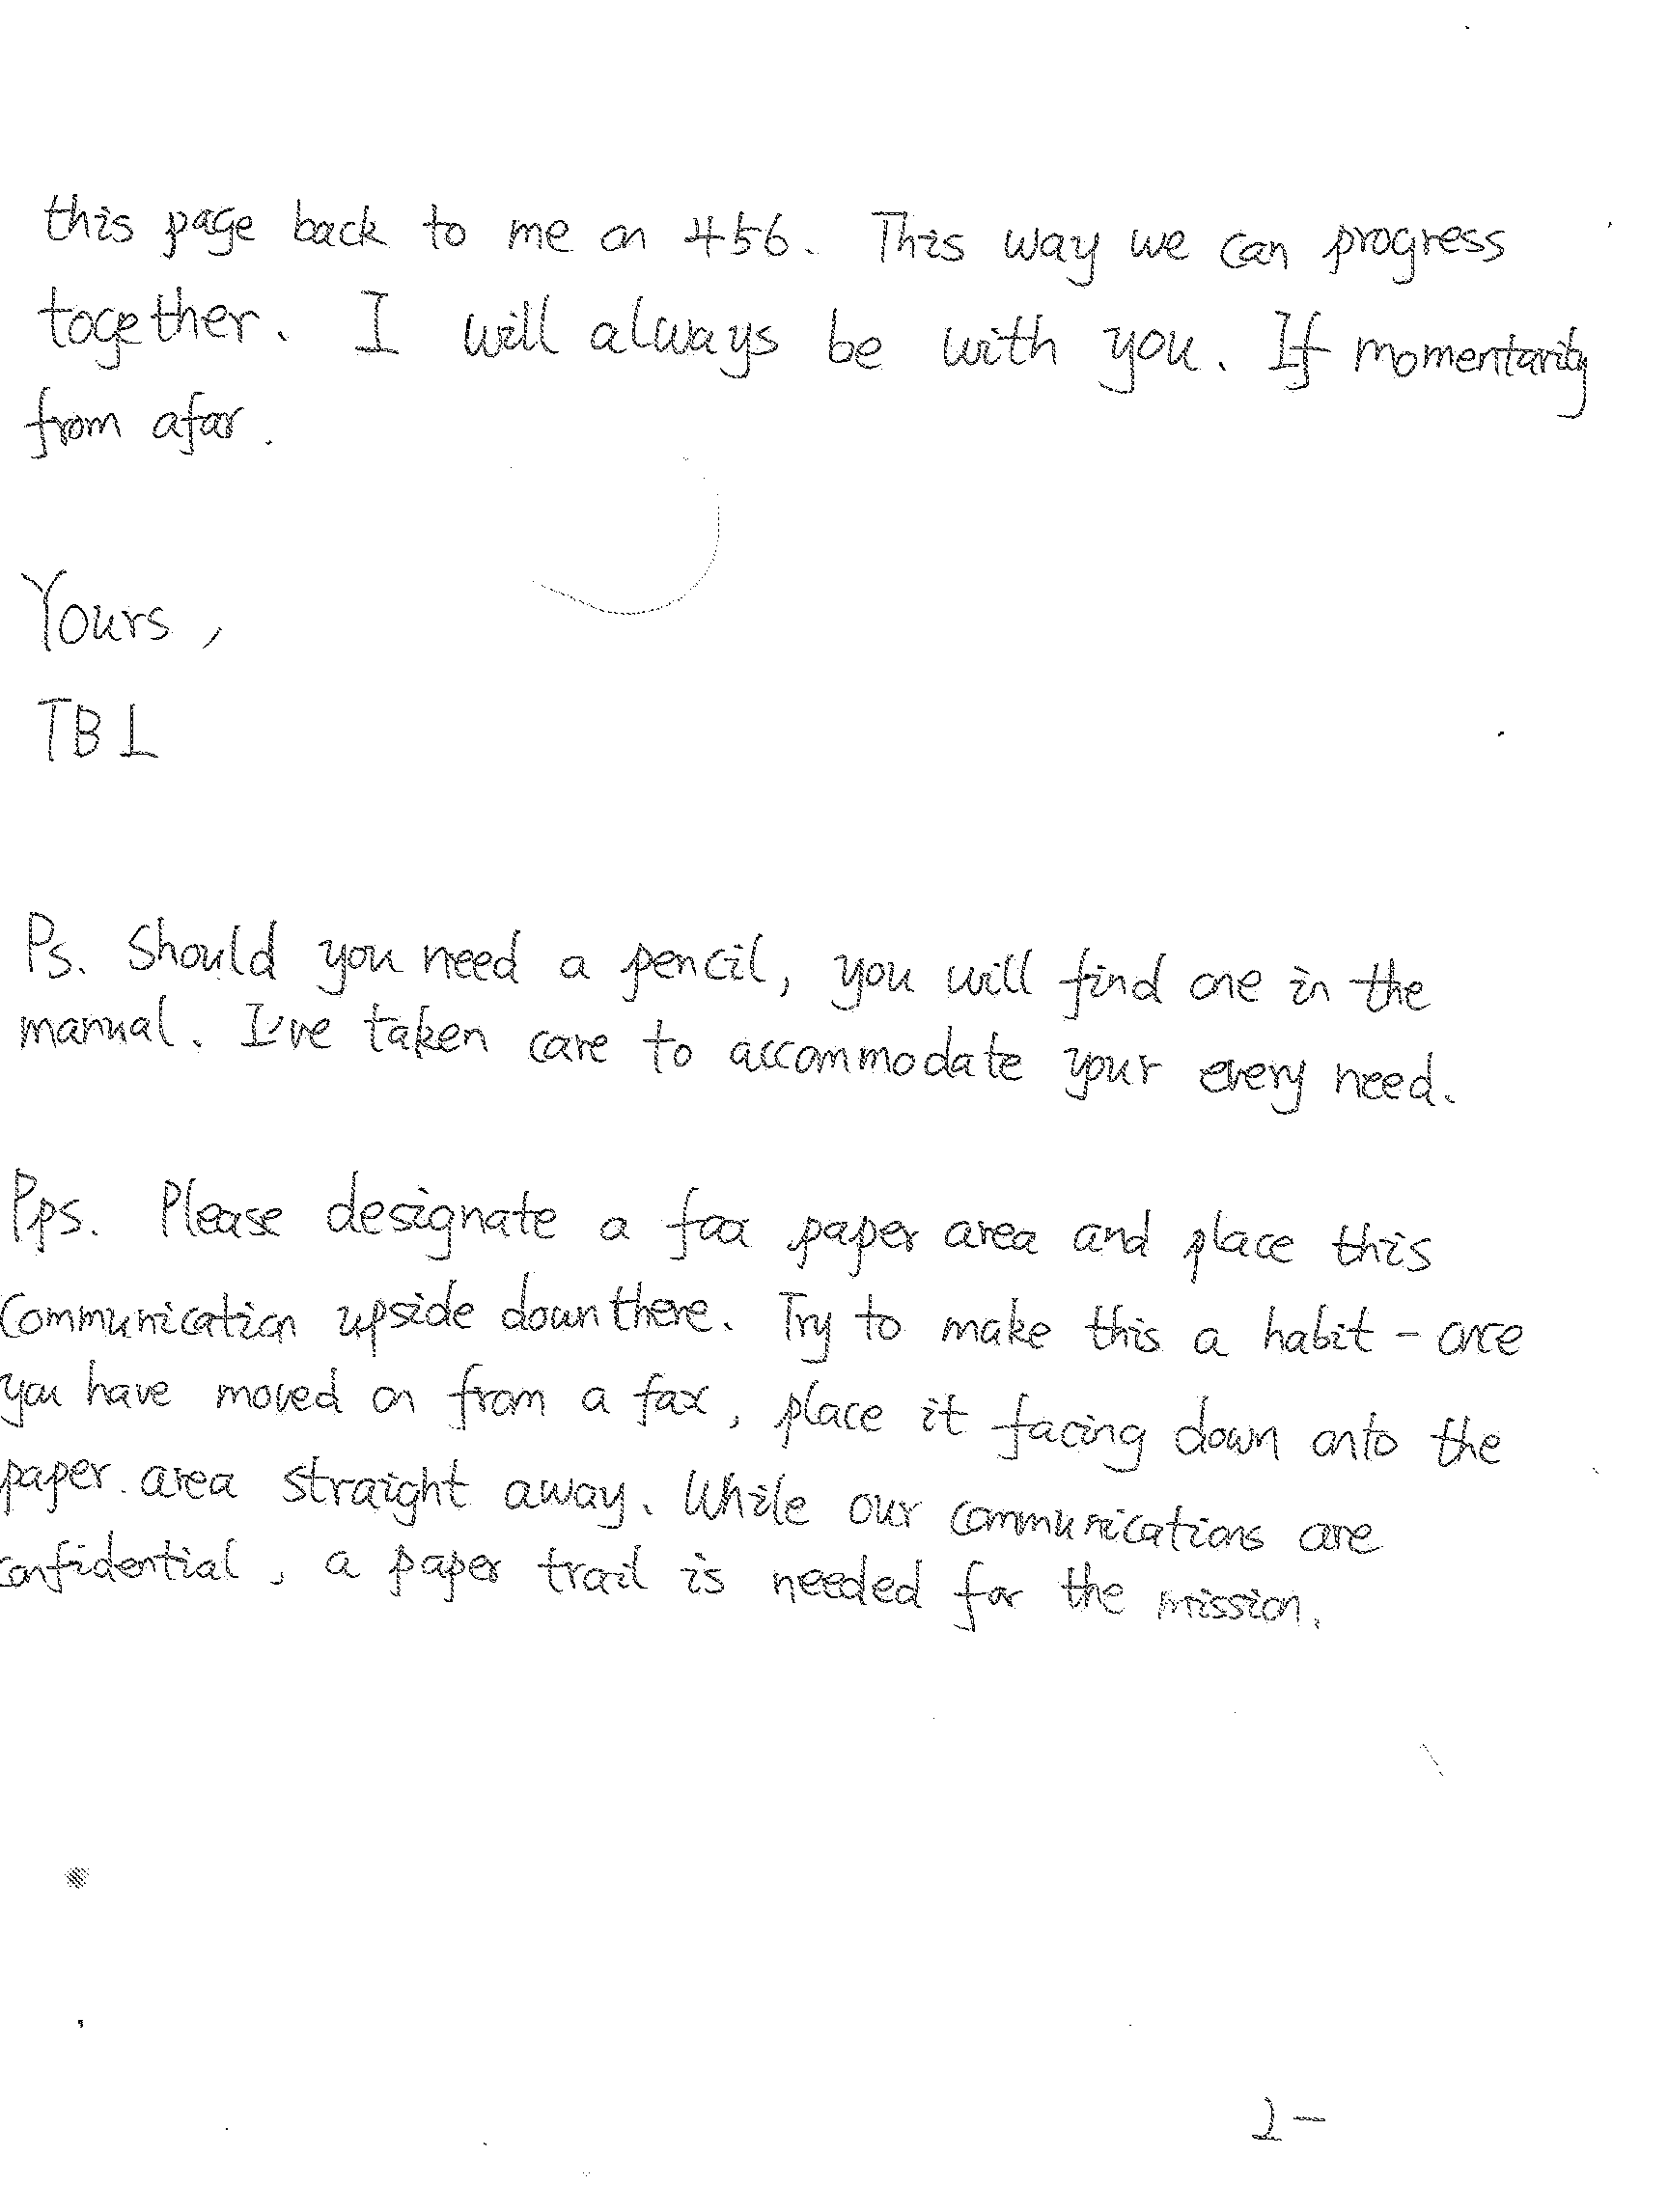 this page back to me on 456. This way we can progress
together. I will always be with you. If momentarily
from afar.
Yours,
TBL
Ps. Should you need a pencil, you will find one in the
manual. I've taken care to accommodate your every need.
Pps. Please designate a fax paper area and place this
communication upside down there. Try to make this a habit - once
you have moved on from a fax, place it facing down onto the
paper area straight away. While our communications are
confidential, a paper trail is needed for the mission.
2-